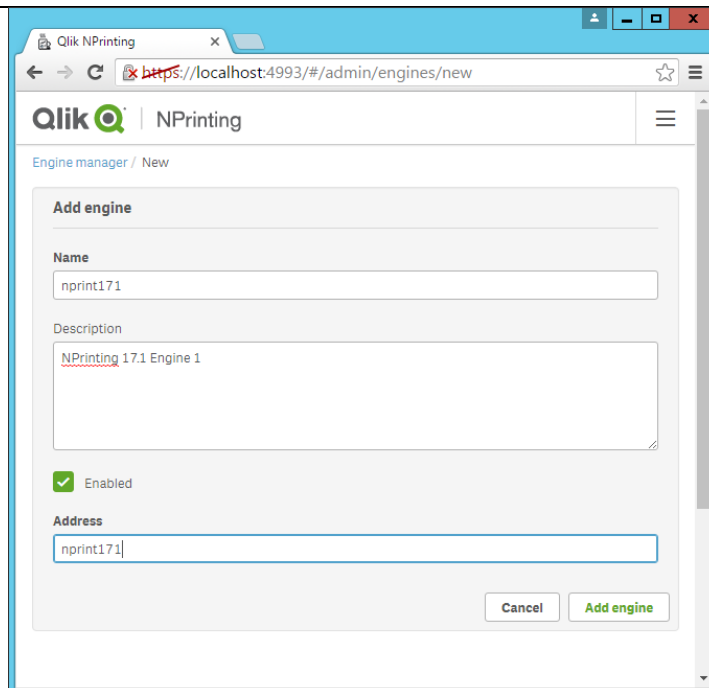 Qlik NPrinting
https://localhost:4993/#/admin/engines/new
Qlik NPrinting
Engine manager / New
Add engine
Name
nprint171
Description
NPrinting 17.1 Engine 1
Enabled
Address
nprint171
Cancel Add engine